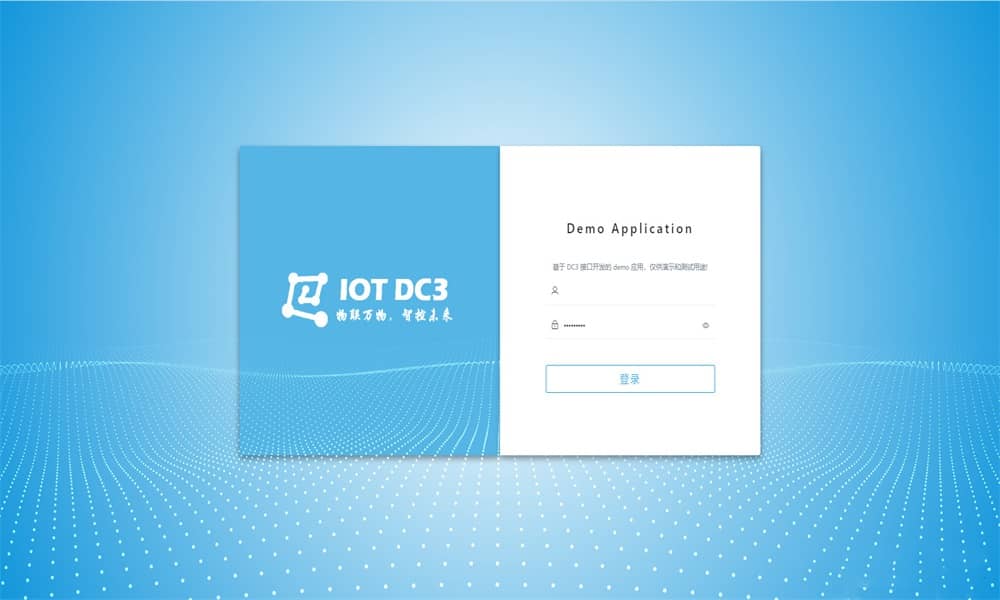 IOT DC3
物联万物，智控未来
Demo Application
基于 DC3 接口开发的 demo 应用，仅供演示和测试用途!
•••••••••
登录